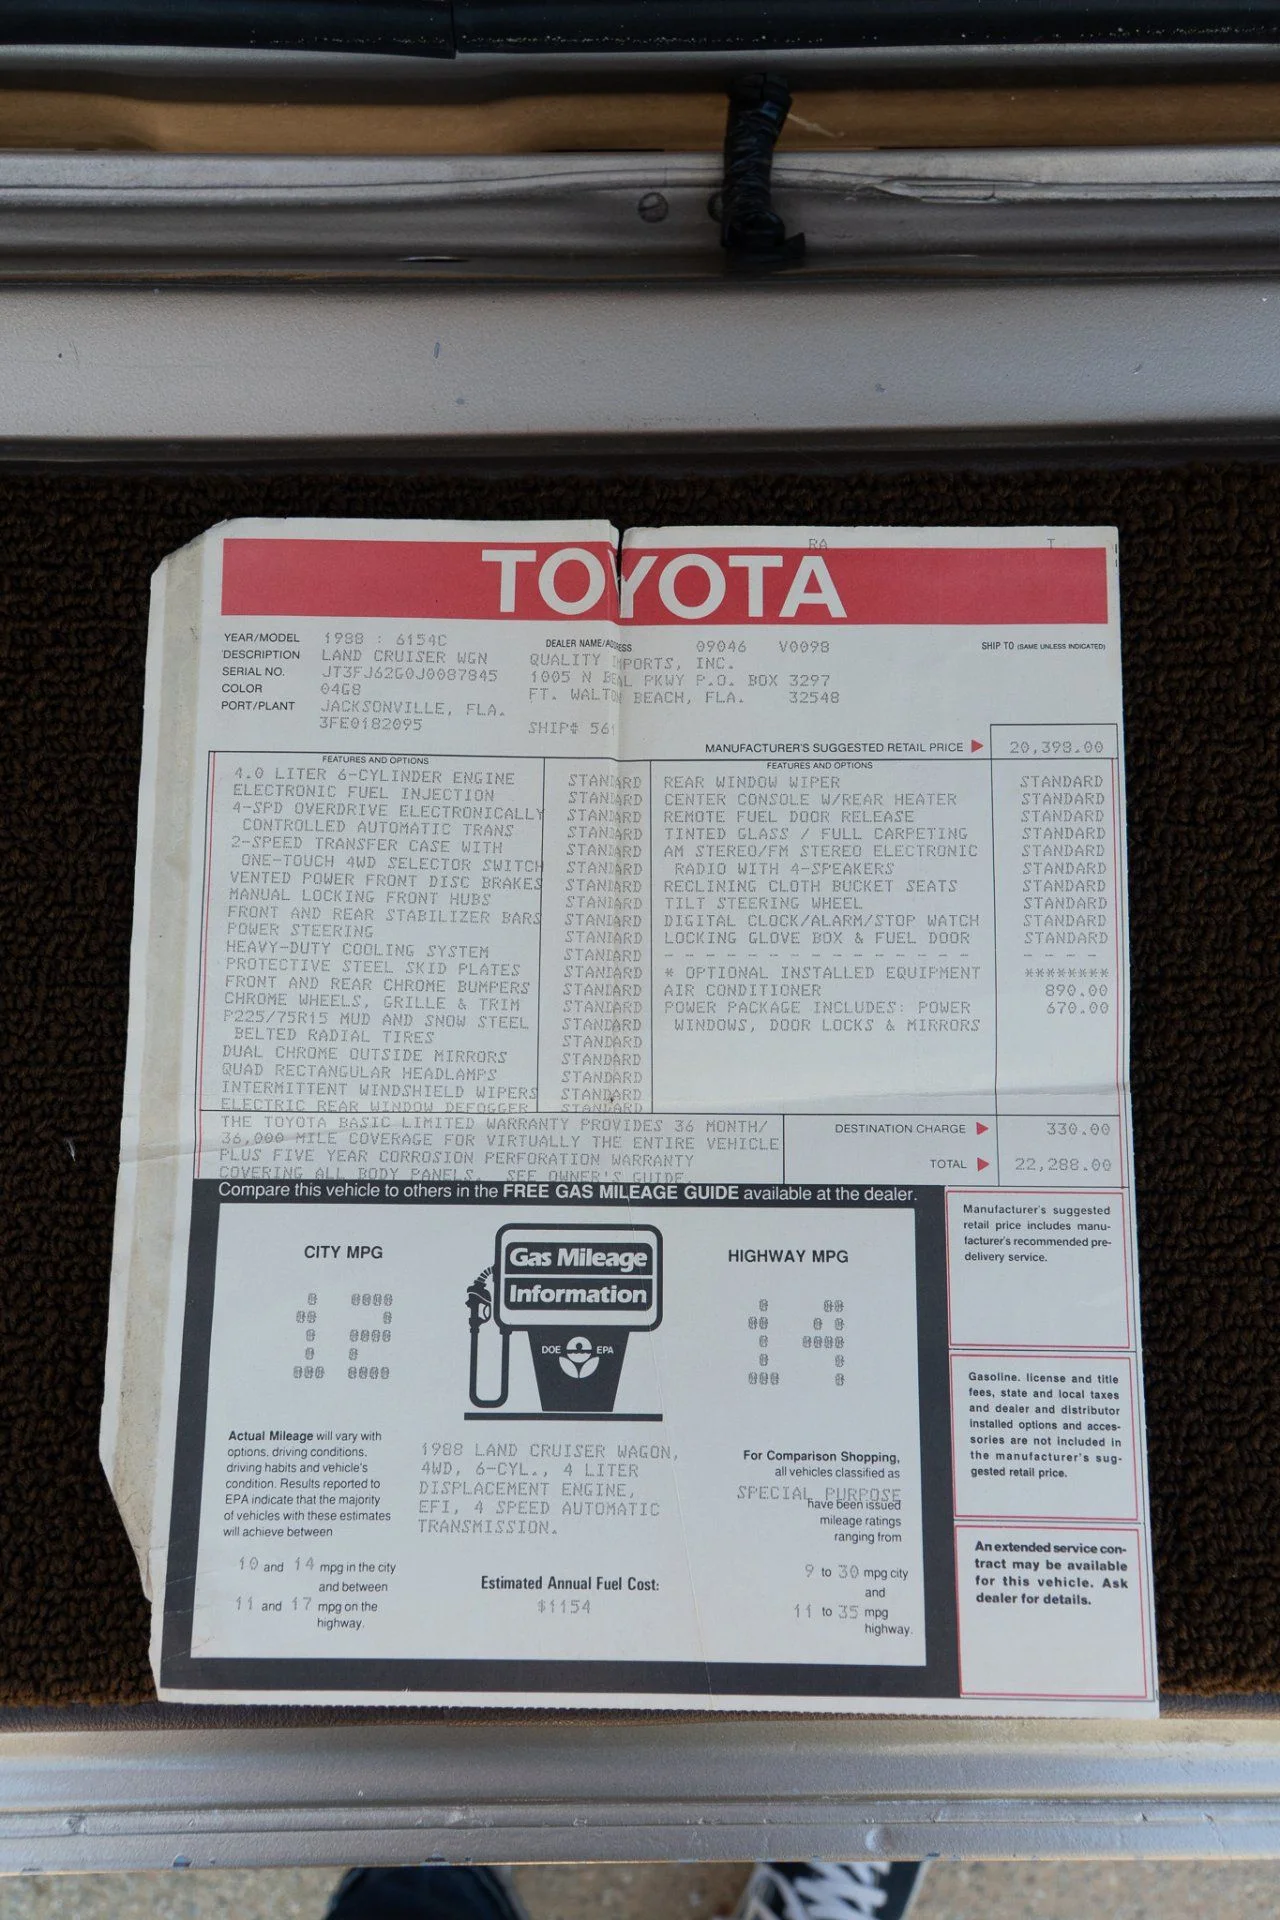 RA T
TOYOTA
YEAR/MODEL 1988 : 6154C
DESCRIPTION LAND CRUISER WGN
SERIAL NO. JT3FJ62G0J0087845
COLOR 04G8
PORT/PLANT JACKSONVILLE, FLA.
3FE0182095
DEALER NAME/ADDRESS 09046 V0098
QUALITY IMPORTS, INC.
1005 N BEAL PKWY P.O. BOX 3297
FT. WALTON BEACH, FLA. 32548
SHIP#
SHIP TO (SAME UNLESS INDICATED)
MANUFACTURER'S SUGGESTED RETAIL PRICE 20,398.00
FEATURES AND OPTIONS
4.0 LITER 6-CYLINDER ENGINE STANDARD
ELECTRONIC FUEL INJECTION STANDARD
4-SPD OVERDRIVE ELECTRONICALLY STANDARD
CONTROLLED AUTOMATIC TRANS STANDARD
2-SPEED TRANSFER CASE WITH STANDARD
ONE-TOUCH 4WD SELECTOR SWITCH STANDARD
VENTED POWER FRONT DISC BRAKES STANDARD
MANUAL LOCKING FRONT HUBS STANDARD
FRONT AND REAR STABILIZER BARS STANDARD
POWER STEERING STANDARD
HEAVY-DUTY COOLING SYSTEM STANDARD
PROTECTIVE STEEL SKID PLATES STANDARD
FRONT AND REAR CHROME BUMPERS STANDARD
CHROME WHEELS, GRILLE & TRIM STANDARD
P225/75R15 MUD AND SNOW STEEL STANDARD
BELTED RADIAL TIRES STANDARD
DUAL CHROME OUTSIDE MIRRORS STANDARD
QUAD RECTANGULAR HEADLAMPS STANDARD
INTERMITTENT WINDSHIELD WIPERS STANDARD
ELECTRIC REAR WINDOW DEFOGGER STANDARD
FEATURES AND OPTIONS
REAR WINDOW WIPER STANDARD
CENTER CONSOLE W/REAR HEATER STANDARD
REMOTE FUEL DOOR RELEASE STANDARD
TINTED GLASS / FULL CARPETING STANDARD
AM STEREO/FM STEREO ELECTRONIC STANDARD
RADIO WITH 4-SPEAKERS STANDARD
RECLINING CLOTH BUCKET SEATS STANDARD
TILT STEERING WHEEL STANDARD
DIGITAL CLOCK/ALARM/STOP WATCH STANDARD
LOCKING GLOVE BOX & FUEL DOOR STANDARD
- - - - - - - - - - - - - - - - - - - -
* OPTIONAL INSTALLED EQUIPMENT ********
AIR CONDITIONER 890.00
POWER PACKAGE INCLUDES: POWER 670.00
WINDOWS, DOOR LOCKS & MIRRORS
THE TOYOTA BASIC LIMITED WARRANTY PROVIDES 36 MONTH/
36,000 MILE COVERAGE FOR VIRTUALLY THE ENTIRE VEHICLE
PLUS FIVE YEAR CORROSION PERFORATION WARRANTY
COVERING ALL BODY PANELS. SEE OWNER'S GUIDE.
DESTINATION CHARGE 330.00
TOTAL 22,288.00
Compare this vehicle to others in the FREE GAS MILEAGE GUIDE available at the dealer.
CITY MPG
12
Gas Mileage
Information
DOE EPA
HIGHWAY MPG
14
Actual Mileage will vary with
options, driving conditions,
driving habits and vehicle's
condition. Results reported to
EPA indicate that the majority
of vehicles with these estimates
will achieve between
10 and 14 mpg in the city
and between
11 and 17 mpg on the
highway.
1988 LAND CRUISER WAGON,
4WD, 6-CYL., 4 LITER
DISPLACEMENT ENGINE,
EFI, 4 SPEED AUTOMATIC
TRANSMISSION.
Estimated Annual Fuel Cost:
$1154
For Comparison Shopping,
all vehicles classified as
SPECIAL PURPOSE
have been issued
mileage ratings
ranging from
9 to 30 mpg city
and
11 to 35 mpg
highway.
Manufacturer's suggested
retail price includes manu-
facturer's recommended pre-
delivery service.
Gasoline, license and title
fees, state and local taxes
and dealer and distributor
installed options and acces-
sories are not included in
the manufacturer's sug-
gested retail price.
An extended service con-
tract may be available
for this vehicle. Ask
dealer for details.